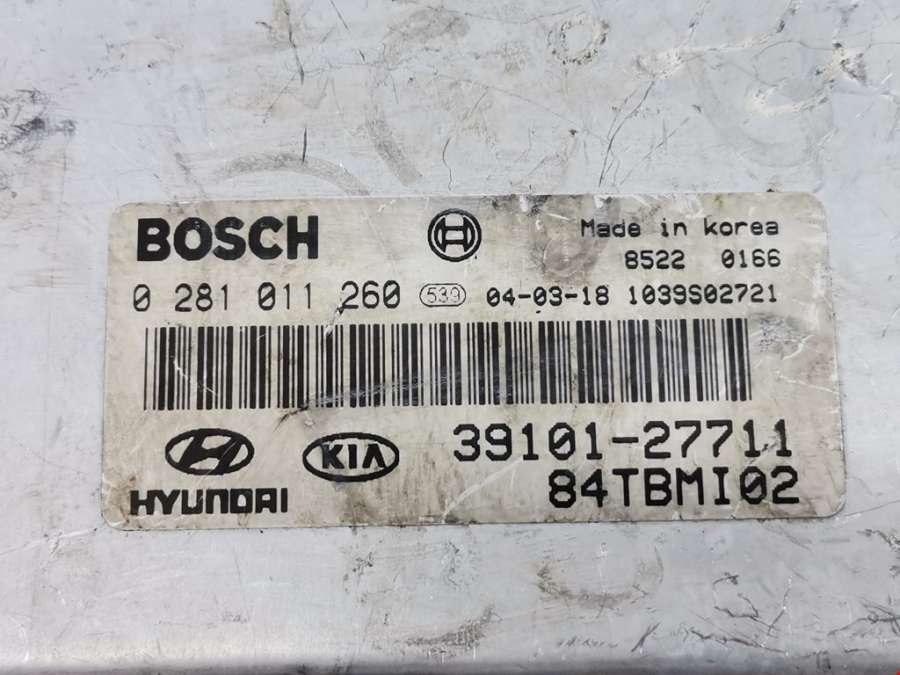 BOSCH
Made in korea
8522 0166
0 281 011 260 539 04-03-18 1039S02721
HYUNDAI
KIA
39101-27711
84TBMI02